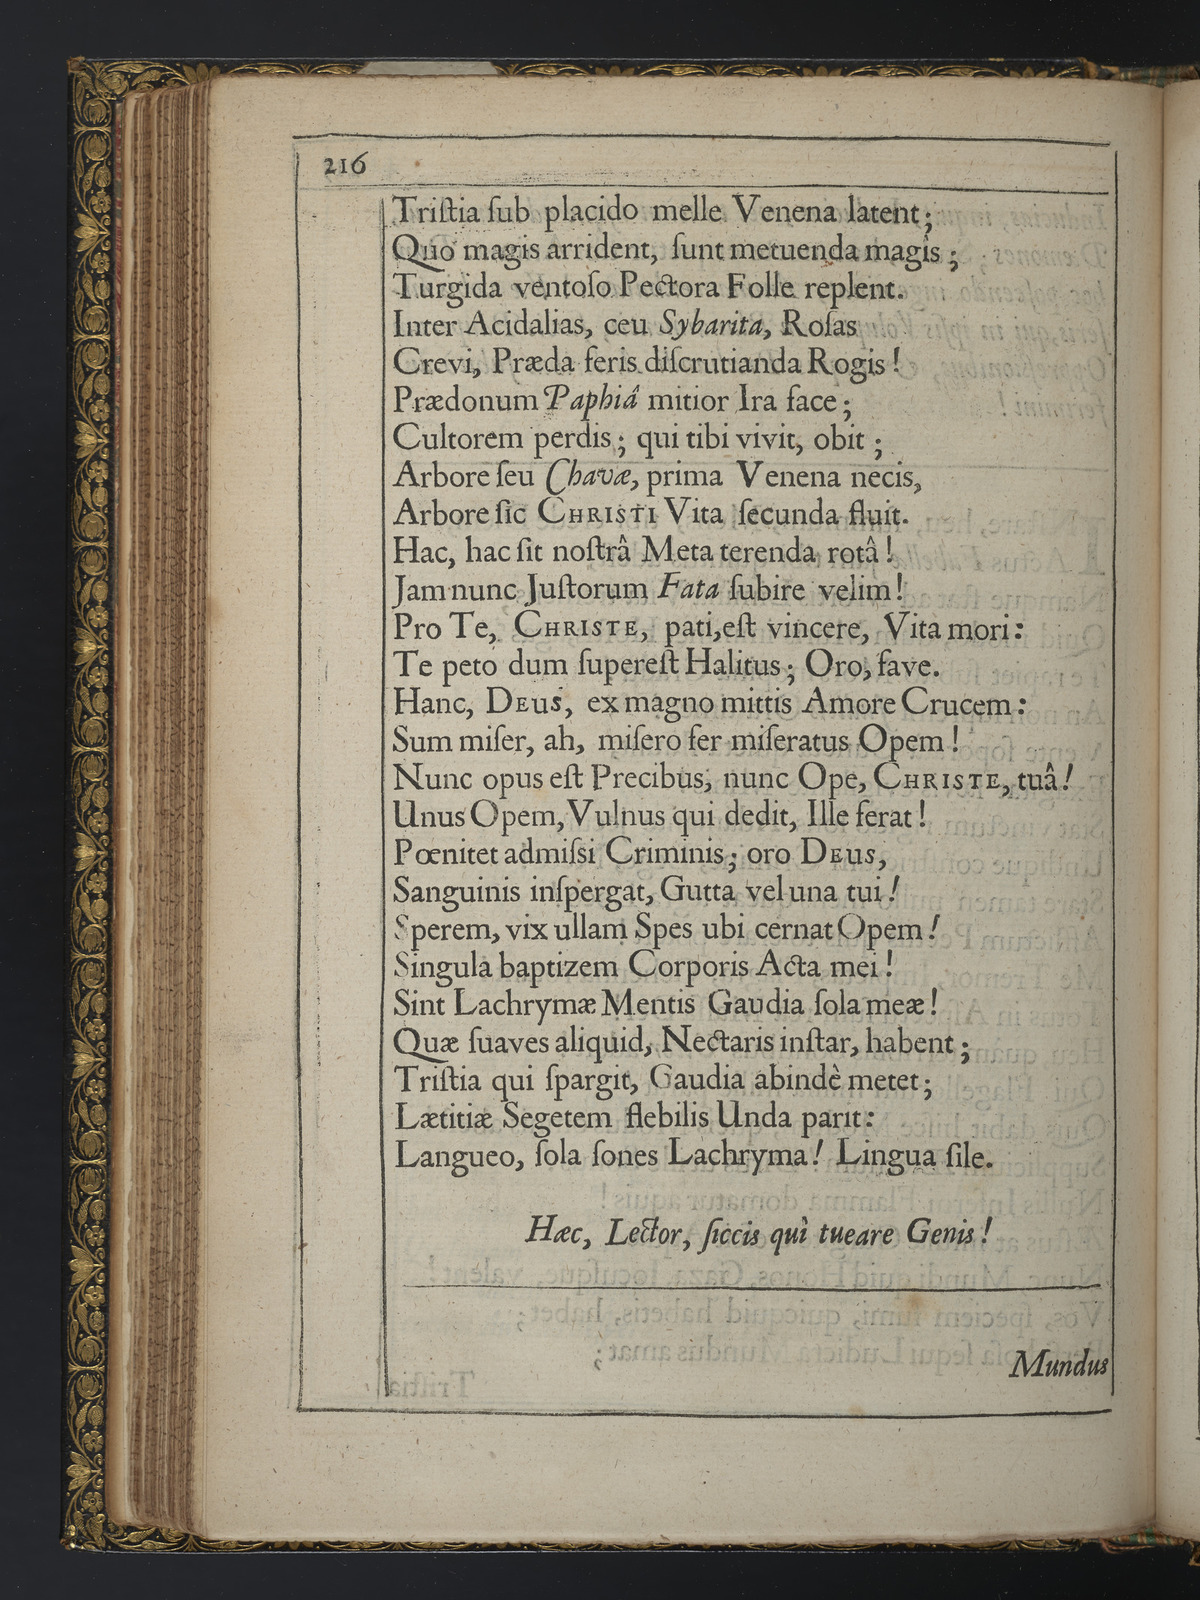 216
Triſtia ſub placido melle Venena latent;
Quo magis arrident, ſunt metuenda magis;
Turgida ventoſo Pectora Folle replent.
Inter Acidalias, ceu Sybarita, Roſas
Crevi, Præda feris diſcrutianda Rogis!
Prædonum Paphiâ mitior Ira face;
Cultorem perdis; qui tibi vivit, obit;
Arbore ſeu Chavæ, prima Venena necis,
Arbore ſic CHRISTI Vita ſecunda fluit.
Hac, hac ſit noſtrâ Meta terenda rotâ!
Jam nunc Juſtorum Fata ſubire velim!
Pro Te, CHRISTE, pati, eſt vincere, Vita mori:
Te peto dum ſupereſt Halitus; Oro, fave.
Hanc, DEUS, ex magno mittis Amore Crucem:
Sum miſer, ah, miſero fer miſeratus Opem!
Nunc opus eſt Precibus, nunc Ope, CHRISTE, tuâ!
Unus Opem, Vulnus qui dedit, Ille ferat!
Pœnitet admiſsi Criminis; oro DEUS,
Sanguinis inſpergat, Gutta vel una tui!
Sperem, vix ullam Spes ubi cernat Opem!
Singula baptizem Corporis Acta mei!
Sint Lachrymæ Mentis Gaudia ſola meæ!
Quæ ſuaves aliquid, Nectaris inſtar, habent;
Triſtia qui ſpargit, Gaudia abindè metet;
Lætitiæ Segetem flebilis Unda parit:
Langueo, ſola ſones Lachryma! Lingua ſile.
Hæc, Lector, ſiccis quì tueare Genis!
Mundus